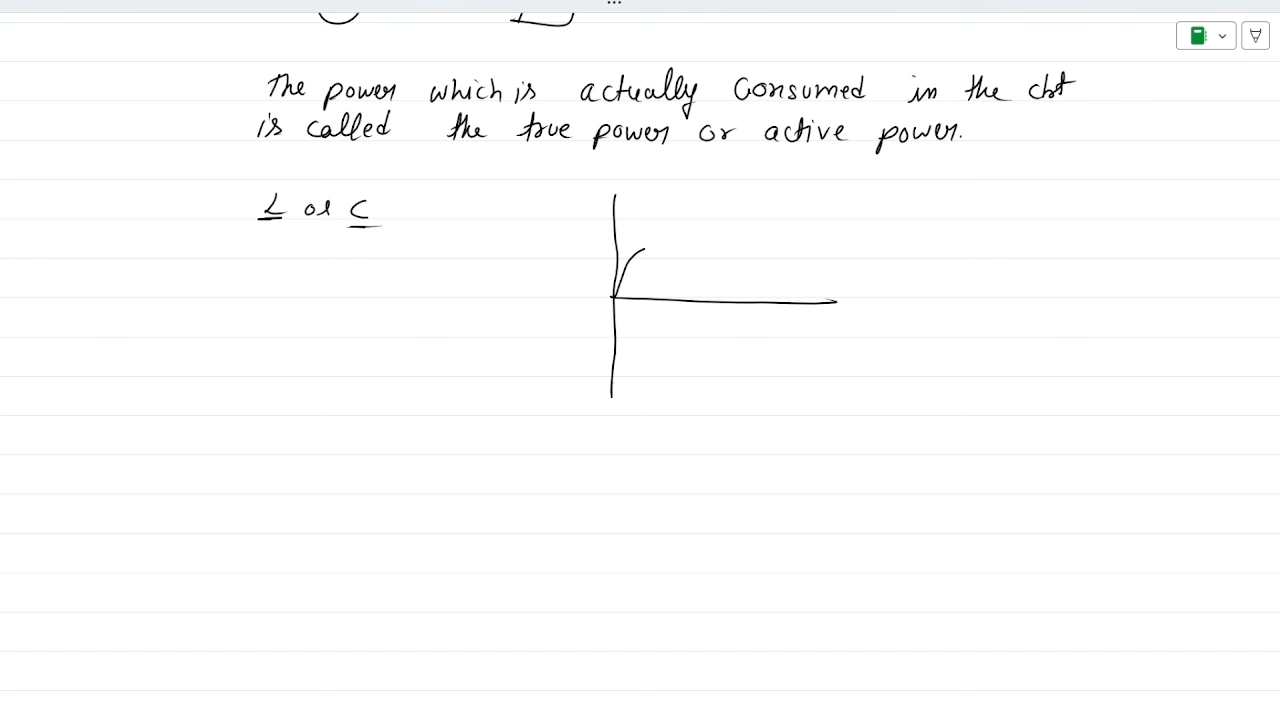 The power which is actually Consumed in the ckt
is called the true power or active power.
L or C